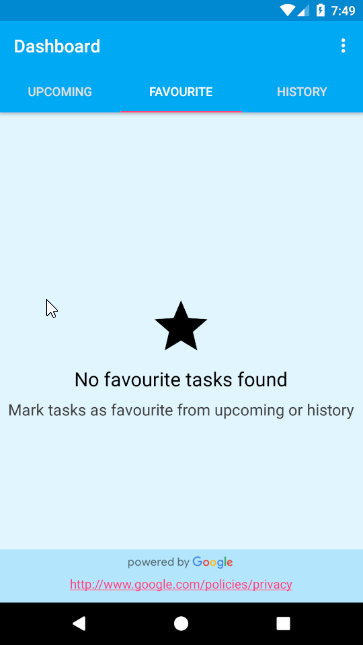 7:49
Dashboard
UPCOMING FAVOURITE HISTORY
No favourite tasks found
Mark tasks as favourite from upcoming or history
powered by Google
http://www.google.com/policies/privacy